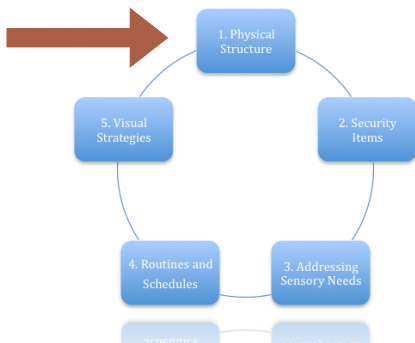 1. Physical
Structure
2. Security
Items
3. Addressing
Sensory Needs
4. Routines and
Schedules
5. Visual
Strategies